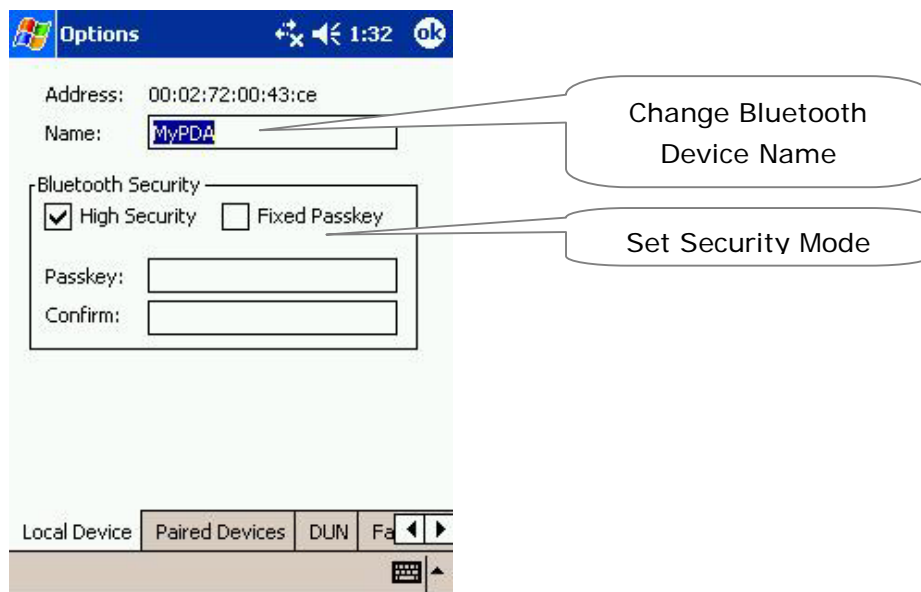 Options 1:32 ok
Address: 00:02:72:00:43:ce
Name: MyPDA
Bluetooth Security
High Security Fixed Passkey
Passkey:
Confirm:
Local Device Paired Devices DUN Fa
Change Bluetooth
Device Name
Set Security Mode